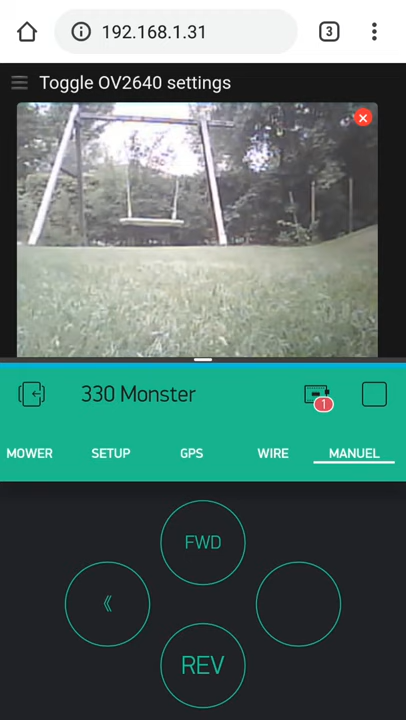 192.168.1.31
3
Toggle OV2640 settings
330 Monster
1
MOWER SETUP GPS WIRE MANUEL
FWD
《
REV